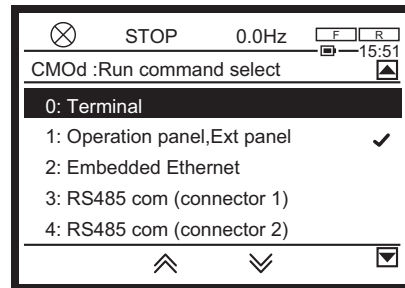 STOP 0.0Hz F R
15:51
CMOd :Run command select
0: Terminal
1: Operation panel,Ext panel
2: Embedded Ethernet
3: RS485 com (connector 1)
4: RS485 com (connector 2)